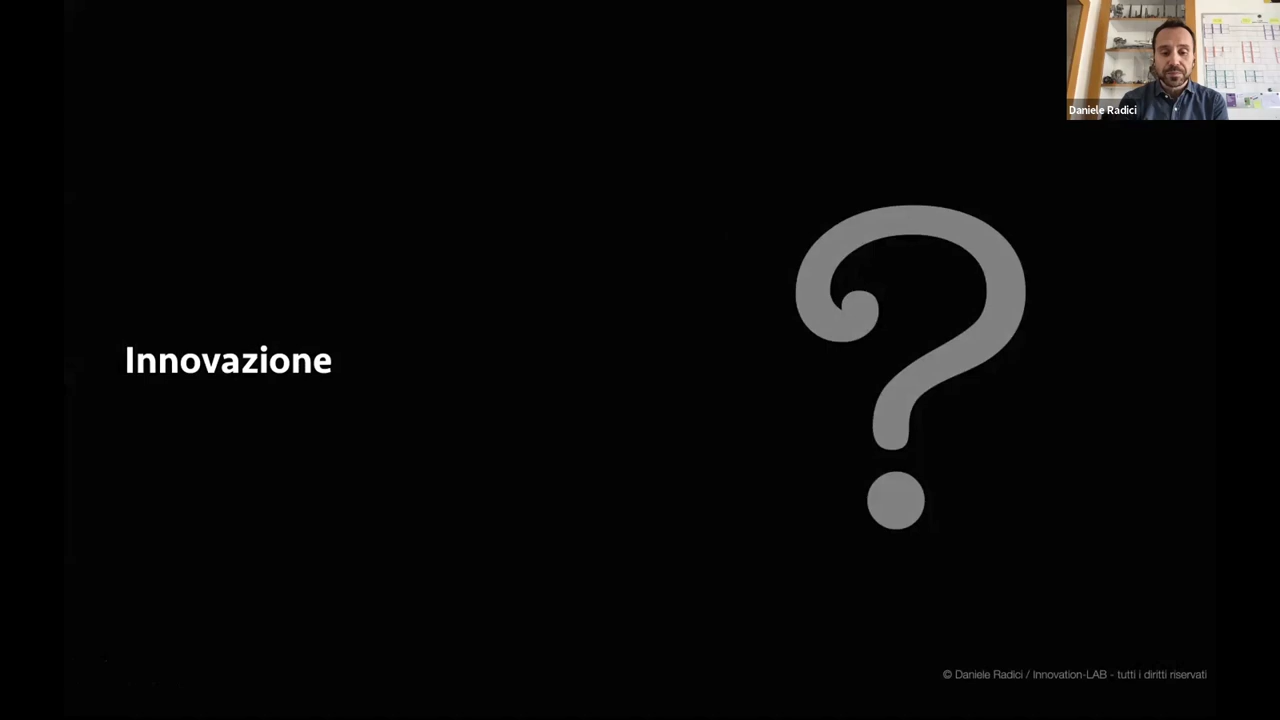 Daniele Radici
Innovazione
?
© Daniele Radici / Innovation-LAB - tutti i diritti riservati